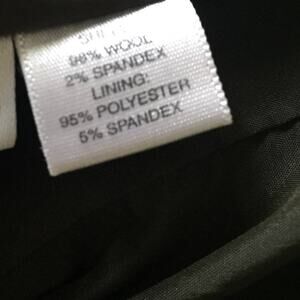 98% WOOL
2% SPANDEX
LINING:
95% POLYESTER
5% SPANDEX